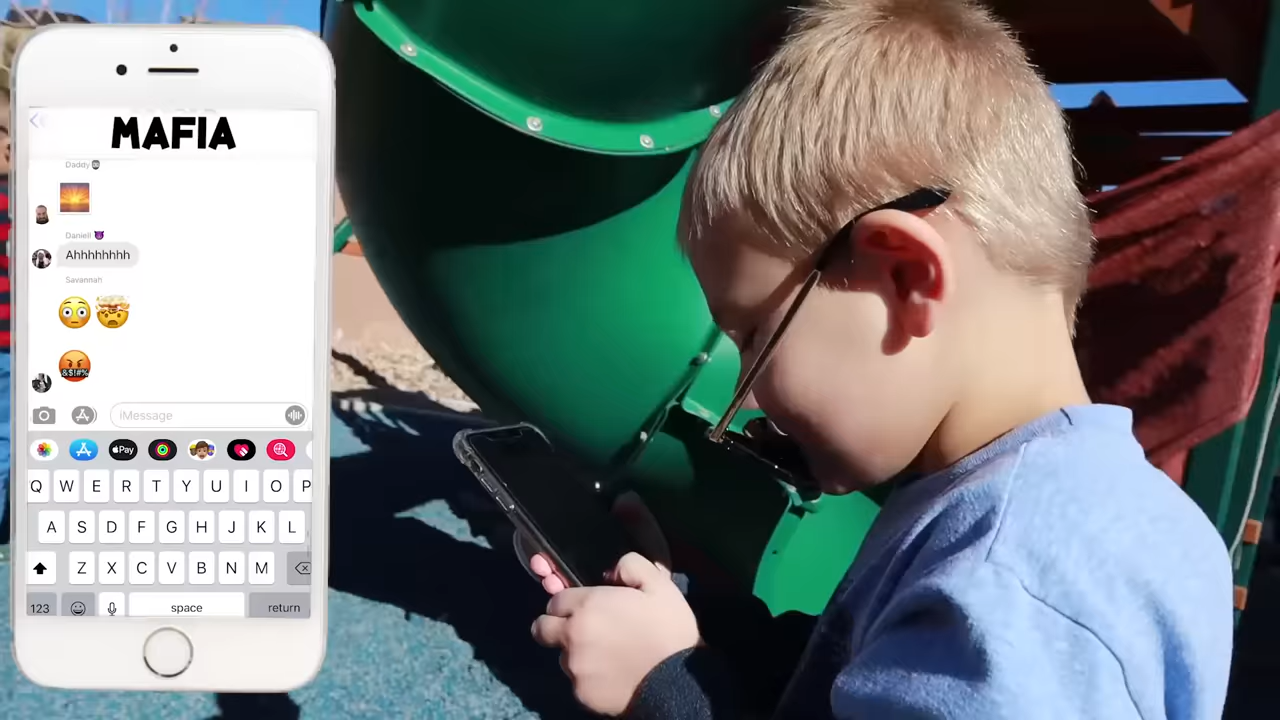 MAFIA
Daddy
Daniell
Ahhhhhhhh
Savannah
&$!#%
iMessage
Pay
Q W E R T Y U I O P
A S D F G H J K L
Z X C V B N M
123 space return